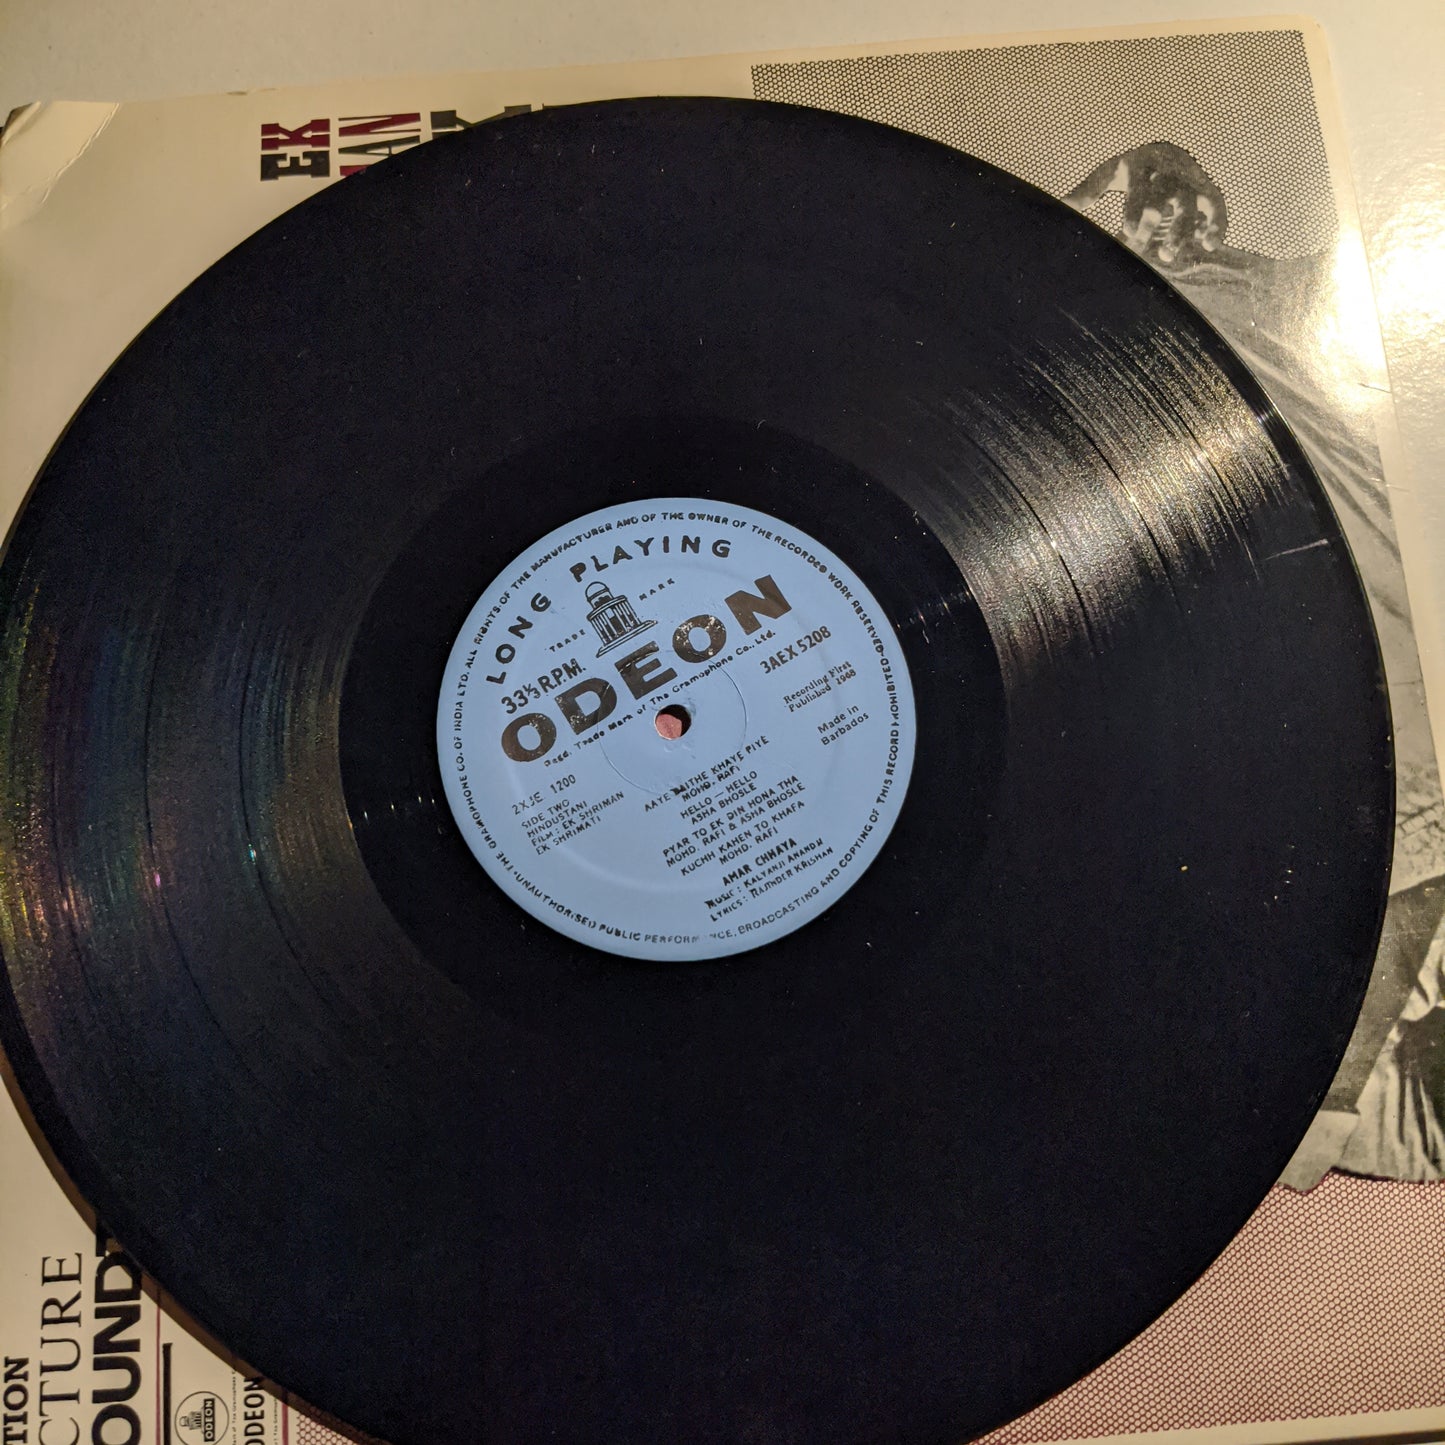 EK
LONG PLAYING
TRADE MARK
33⅓ R.P.M.
ODEON
3AEX.5208
Regd. Trade Mark of The Gramophone Co., Ltd.
Recording First
Published 1968
Made in
Barbados
2XJE 1200
SIDE TWO
HINDUSTANI
FILM : EK SHRIMAN
EK SHRIMATI
AAYE BAITHE KHAYE PIYE
MOHD. RAFI
HELLO — HELLO
ASHA BHOSLE
PYAR TO EK DIN HONA THA
MOHD. RAFI & ASHA BHOSLE
KUCHH KAHEN TO KHAFA
MOHD. RAFI
AMAR CHHAYA
MUSIC : KALYANJI ANANDJI
LYRICS : RAJINDER KRISHAN
THE GRAMOPHONE CO. OF INDIA LTD. ALL RIGHTS OF THE MANUFACTURER AND OF THE OWNER OF THE RECORDED WORK RESERVED
UNAUTHORISED PUBLIC PERFORMANCE, BROADCASTING AND COPYING OF THIS RECORD PROHIBITED
TION
CTURE
OUND
ODEON
ODEON